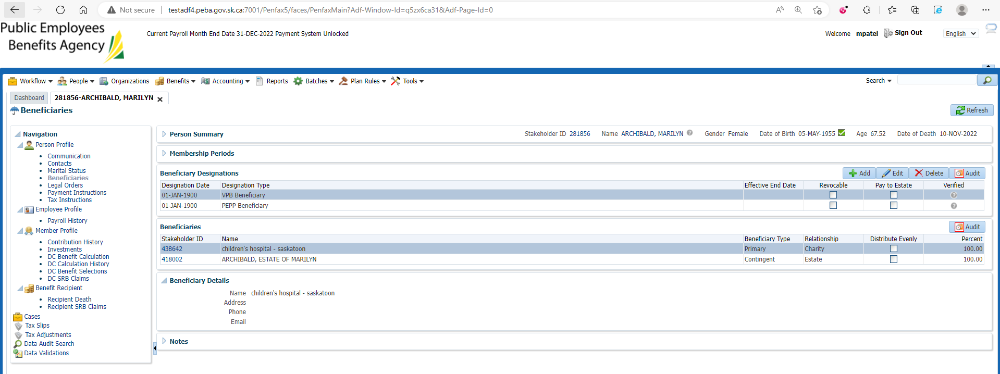 Not secure testadf4.peba.gov.sk.ca:7001/Penfax5/faces/PenfaxMain?Adf-Window-Id=q5zx6ca31&Adf-Page-Id=0
Public Employees
Benefits Agency
Current Payroll Month End Date 31-DEC-2022 Payment System Unlocked
Welcome mpatel Sign Out English
Workflow People Organizations Benefits Accounting Reports Batches Plan Rules Tools Search
Dashboard 281856-ARCHIBALD, MARILYN
Beneficiaries Refresh
Navigation
Person Profile
Communication
Contacts
Marital Status
Beneficiaries
Legal Orders
Payment Instructions
Tax Instructions
Employee Profile
Payroll History
Member Profile
Contribution History
Investments
DC Benefit Calculation
DC Calculation History
DC Benefit Selections
DC SRB Claims
Benefit Recipient
Recipient Death
Recipient SRB Claims
Cases
Tax Slips
Tax Adjustments
Data Audit Search
Data Validations
Person Summary Stakeholder ID 281856 Name ARCHIBALD, MARILYN Gender Female Date of Birth 05-MAY-1955 Age 67.52 Date of Death 10-NOV-2022
Membership Periods
Beneficiary Designations Add Edit Delete Audit
Designation Date Designation Type Effective End Date Revocable Pay to Estate Verified
01-JAN-1900 VPB Beneficiary
01-JAN-1900 PEPP Beneficiary
Beneficiaries Audit
Stakeholder ID Name Beneficiary Type Relationship Distribute Evenly Percent
438642 children's hospital - saskatoon Primary Charity 100.00
418002 ARCHIBALD, ESTATE OF MARILYN Contingent Estate 100.00
Beneficiary Details
Name children's hospital - saskatoon
Address
Phone
Email
Notes